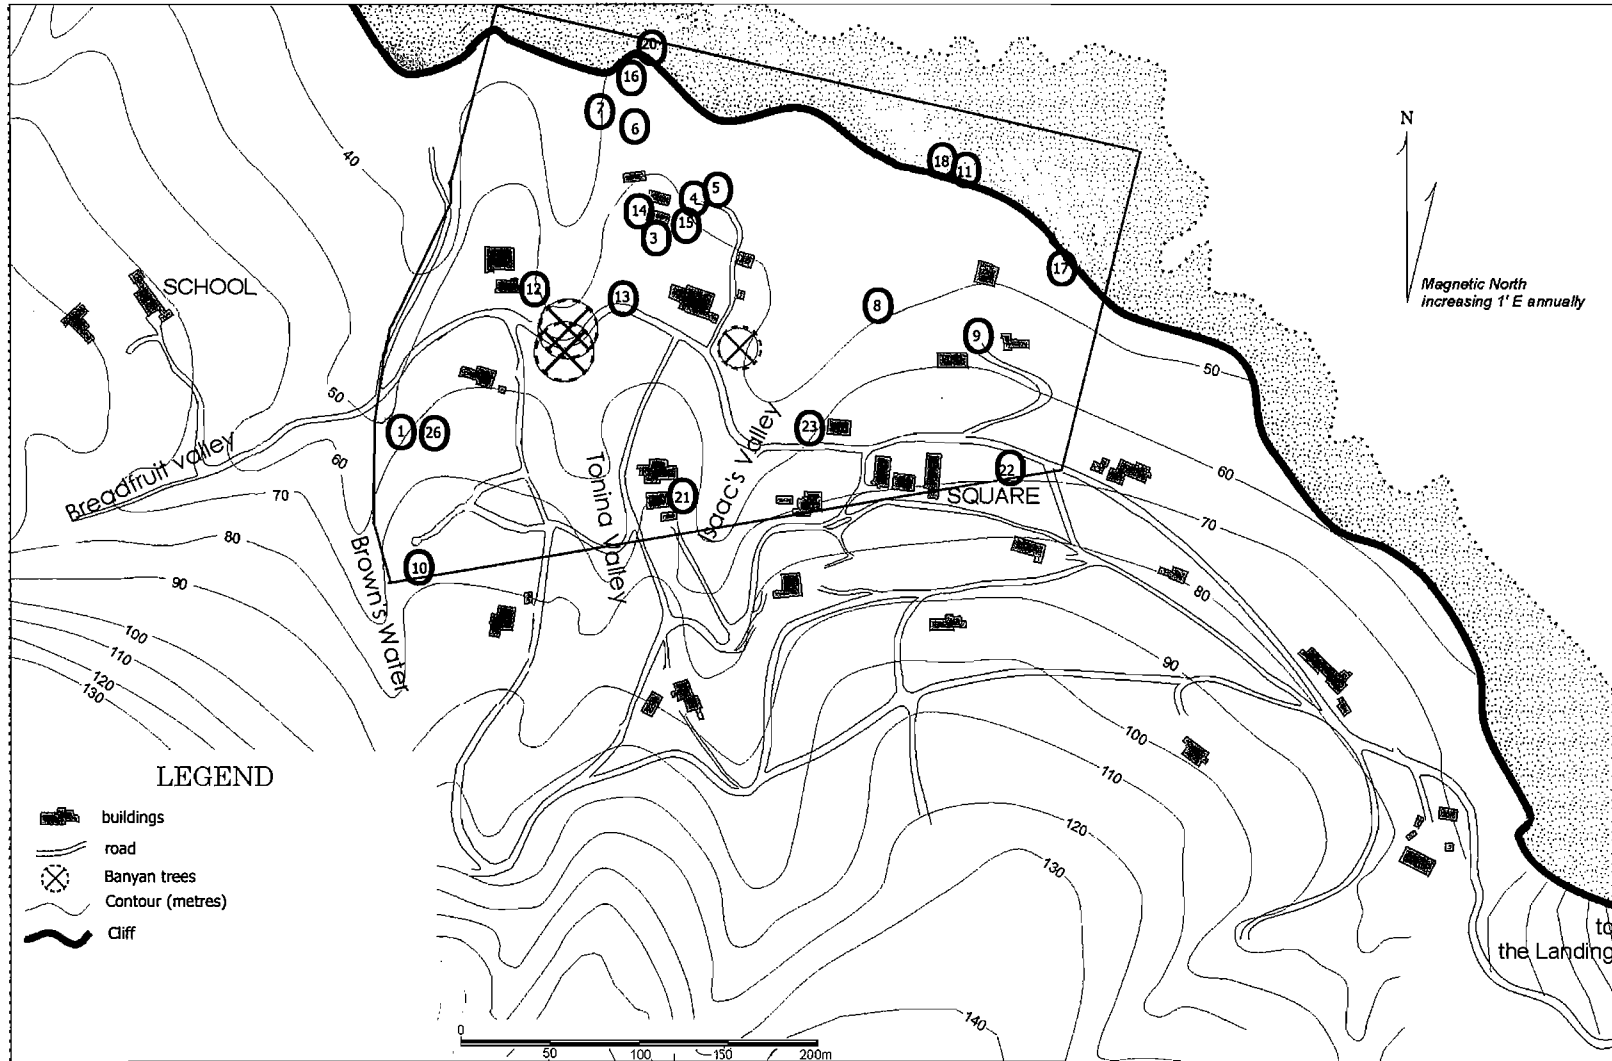 20
16
7
6
18
11
N
40
5
4
14
15
3
17
Magnetic North
increasing 1' E annually
SCHOOL
12
13
8
9
50
50
1
26
23
Breadfruit valley
60
60
Isaac's Valley
Tonina Valley
22
SQUARE
70
21
70
80
Brown's Water
10
90
80
100
110
120
130
90
100
110
LEGEND
buildings
road
Banyan trees
Contour (metres)
Cliff
120
130
to
the Landing
140
0
50
100
150
200m